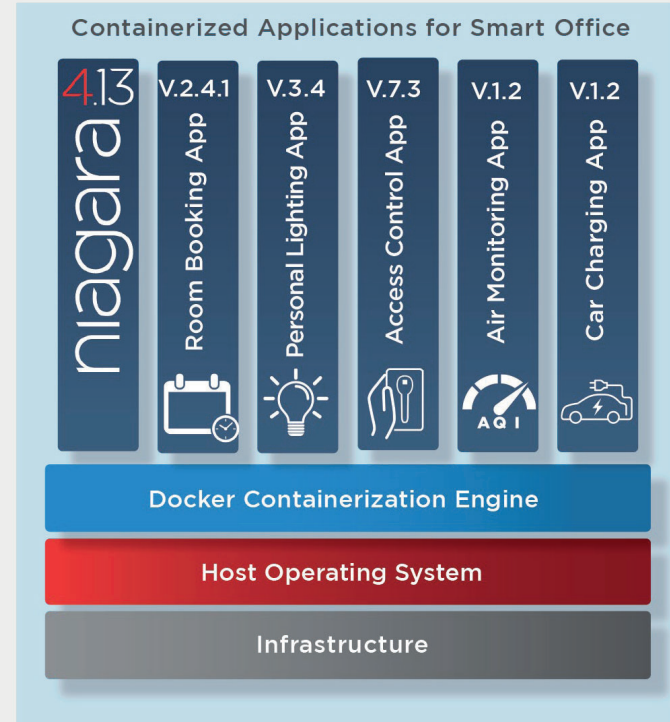 Containerized Applications for Smart Office
4.13
niagara
V.2.4.1
Room Booking App
V.3.4
Personal Lighting App
V.7.3
Access Control App
V.1.2
Air Monitoring App
AQI
V.1.2
Car Charging App
Docker Containerization Engine
Host Operating System
Infrastructure